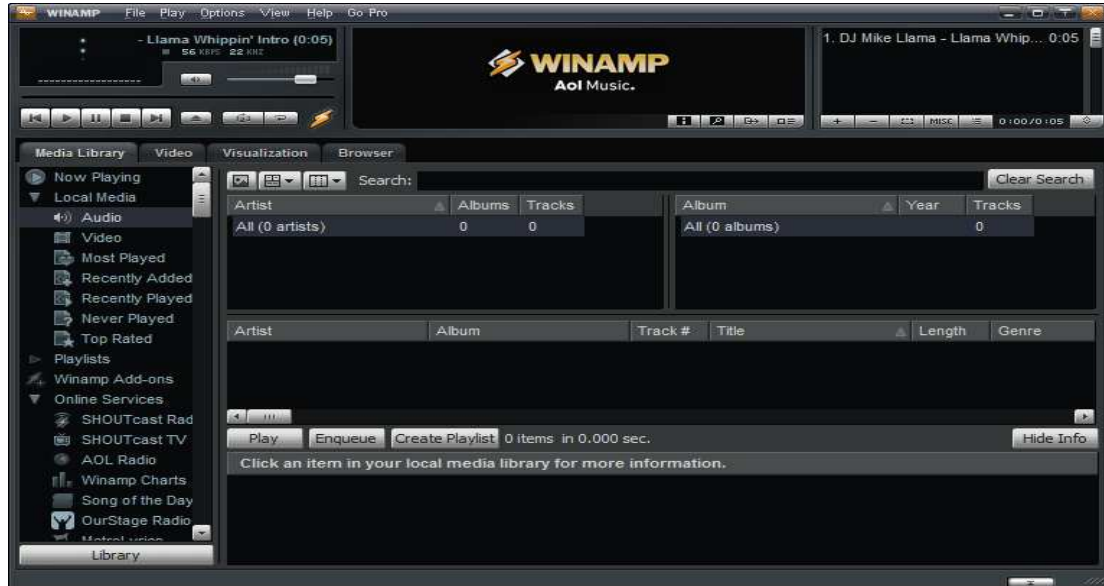 WINAMP File Play Options View Help Go Pro
- Llama Whippin' Intro (0:05)
56 KBPS 22 KHZ
WINAMP
Aol Music.
1. DJ Mike Llama - Llama Whip... 0:05
+ - MISC 0:00/0:05
Media Library Video Visualization Browser
Now Playing
Local Media
Audio
Video
Most Played
Recently Added
Recently Played
Never Played
Top Rated
Playlists
Winamp Add-ons
Online Services
SHOUTcast Rad
SHOUTcast TV
AOL Radio
Winamp Charts
Song of the Day
OurStage Radio
Library
Search: Clear Search
Artist Albums Tracks
All (0 artists) 0 0
Album Year Tracks
All (0 albums) 0
Artist Album Track # Title Length Genre
Play Enqueue Create Playlist 0 items in 0.000 sec. Hide Info
Click an item in your local media library for more information.